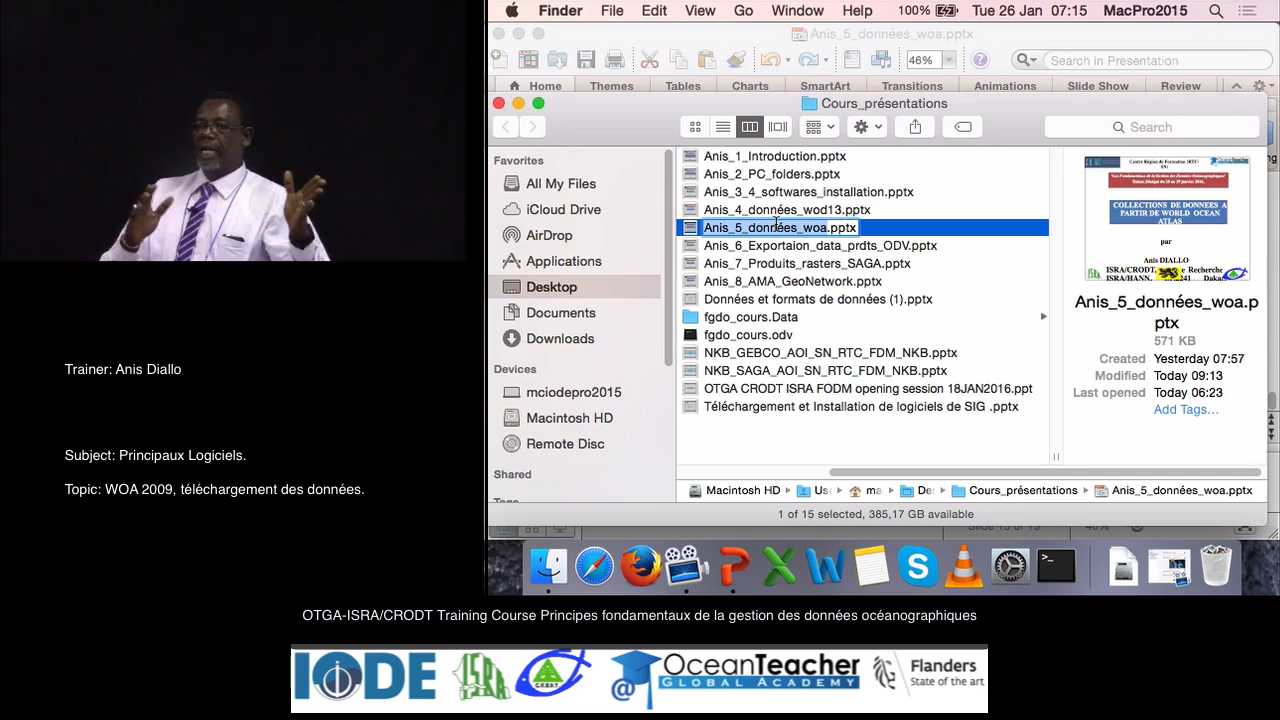 Finder File Edit View Go Window Help 100% Tue 26 Jan 07:15 MacPro2015
Anis_5_données_woa.pptx
46% Search in Presentation
Home Themes Tables Charts SmartArt Transitions Animations Slide Show Review
Cours_présentations
Search
Favorites
All My Files
iCloud Drive
AirDrop
Applications
Desktop
Documents
Downloads
Devices
mciodepro2015
Macintosh HD
Remote Disc
Shared
Anis_1_Introduction.pptx
Anis_2_PC_folders.pptx
Anis_3_4_softwares_installation.pptx
Anis_4_données_wod13.pptx
Anis_5_données_woa.pptx
Anis_6_Exportaion_data_prdts_ODV.pptx
Anis_7_Produits_rasters_SAGA.pptx
Anis_8_AMA_GeoNetwork.pptx
Données et formats de données (1).pptx
fgdo_cours.Data
fgdo_cours.odv
NKB_GEBCO_AOI_SN_RTC_FDM_NKB.pptx
NKB_SAGA_AOI_SN_RTC_FDM_NKB.pptx
OTGA CRODT ISRA FODM opening session 18JAN2016.ppt
Téléchargement et Installation de logiciels de SIG .pptx
COLLECTIONS DE DONNEES A
PARTIR DE WORLD OCEAN
ATLAS
par
Anis DIALLO
Anis_5_données_woa.p
ptx
571 KB
Created Yesterday 07:57
Modified Today 09:13
Last opened Today 06:23
Add Tags…
Macintosh HD Us ma De Cours_présentations Anis_5_données_woa.pptx
1 of 15 selected, 385,17 GB available
Trainer: Anis Diallo
Subject: Principaux Logiciels.
Topic: WOA 2009, téléchargement des données.
OTGA-ISRA/CRODT Training Course Principes fondamentaux de la gestion des données océanographiques
IODE ISRA OceanTeacher
GLOBAL ACADEMY
Flanders
State of the art